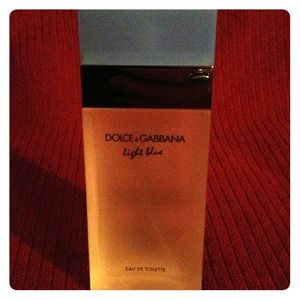 DOLCE & GABBANA
light blue
EAU DE TOILETTE